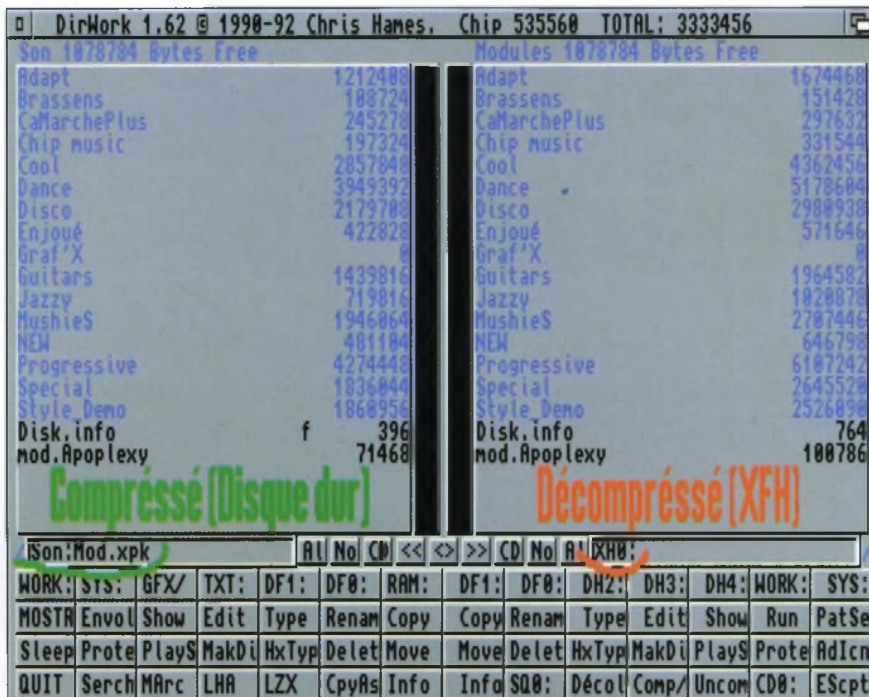 DirWork 1.62 © 1990-92 Chris Hames. Chip 535560 TOTAL: 3333456
Son 1078784 Bytes Free
Adapt 1212408
Brassens 108724
CaMarchePlus 245278
Chip music 197324
Cool 2857848
Dance 3949392
Disco 2179708
Enjoué 422828
Graf'X 0
Guitars 1439816
Jazzy 719816
MushieS 1946064
NEW 481104
Progressive 4274448
Special 1836044
Style_Demo 1860956
Disk.info f 396
mod.Apoplexy 71468
Compréssé (Disque dur)
Modules 1078784 Bytes Free
Adapt 1674468
Brassens 151428
CaMarchePlus 297632
Chip music 331544
Cool 4362456
Dance 5178604
Disco 2980938
Enjoué 571646
Graf'X 0
Guitars 1964582
Jazzy 1020878
MushieS 2707446
NEW 646798
Progressive 6107242
Special 2645520
Style_Demo 2526090
Disk.info 764
mod.Apoplexy 100786
Décompréssé (XFH)
Son:Mod.xpk Al No CD << <> >> CD No Al XH0:
WORK: SYS: GFX/ TXT: DF1: DF0: RAM: DF1: DF0: DH2: DH3: DH4: WORK: SYS:
MOSTR Envol Show Edit Type Renam Copy Copy Renam Type Edit Show Run PatSe
Sleep Prote PlayS MakDi HxTyp Delet Move Move Delet HxTyp MakDi PlayS Prote AdIcn
QUIT Serch MArc LHA LZX CpyAs Info Info SQ0: Décol Comp/ Uncom CD0: EScpt